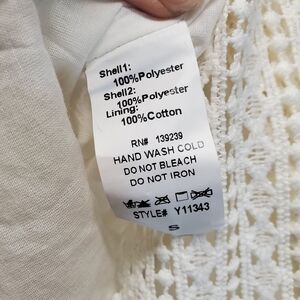 Shell1:
100%Polyester
Shell2:
100%Polyester
Lining:
100%Cotton
RN# 139239
HAND WASH COLD
DO NOT BLEACH
DO NOT IRON
STYLE# Y11343
S